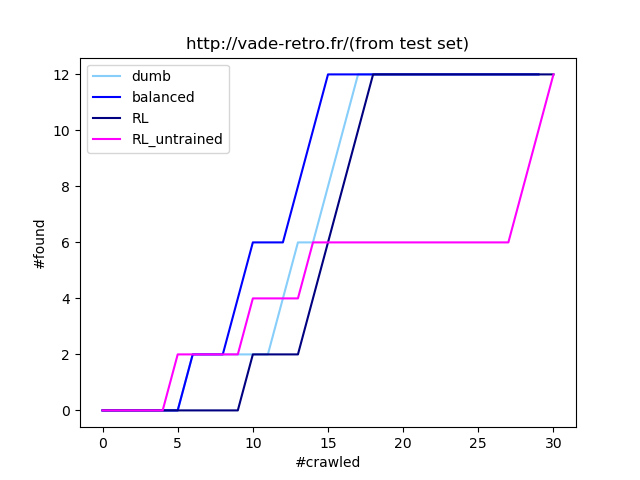 http://vade-retro.fr/(from test set)
dumb
balanced
RL
RL_untrained
12
10
8
6
4
2
0
#found
0 5 10 15 20 25 30
#crawled